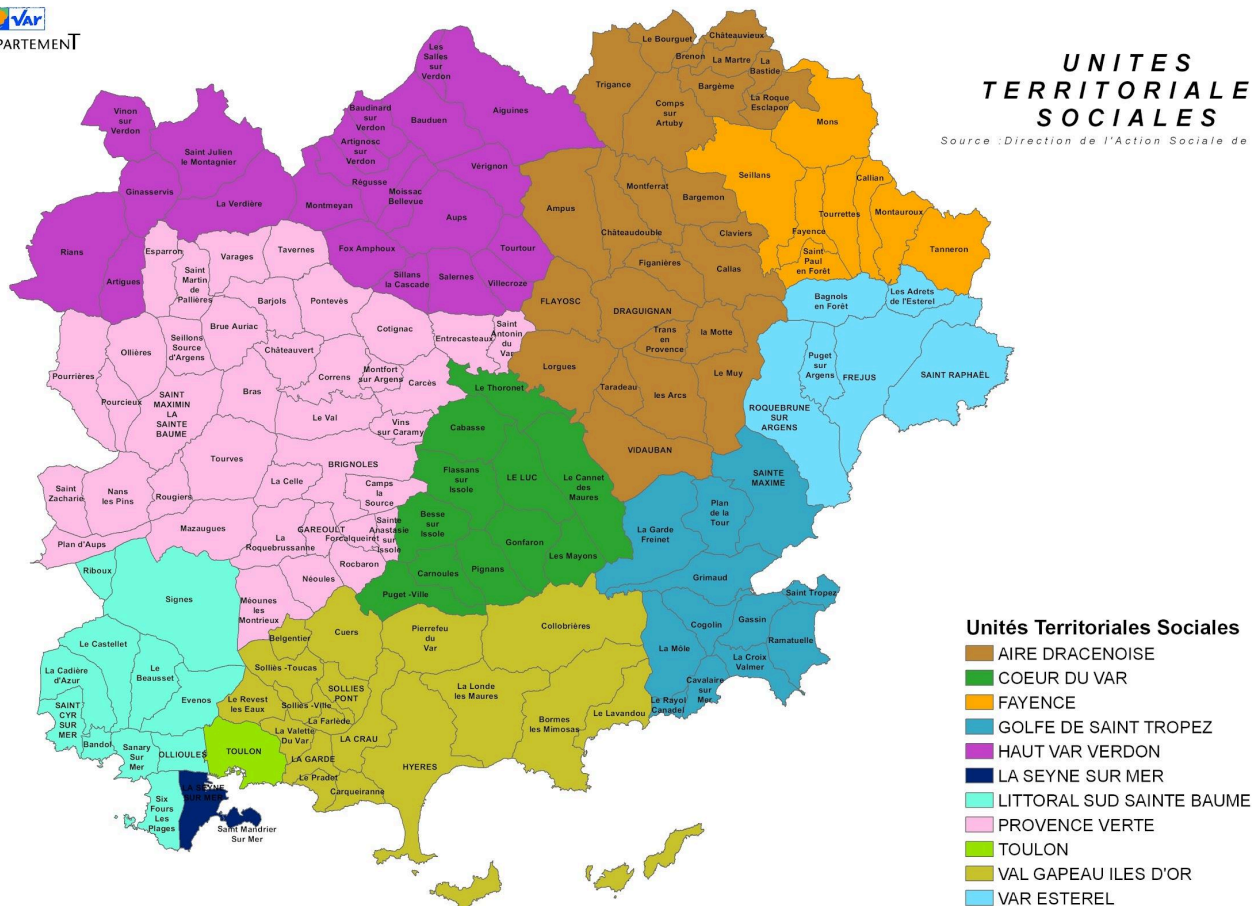 VAR
PARTEMENT
UNITES
TERRITORIALE
SOCIALES
Source :Direction de l'Action Sociale de
Les
Salles
sur
Verdon
Le Bourguet
Châteauvieux
Brenon
La Martre
La
Bastide
Trigance
Bargème
La Roque
Esclapon
Comps
sur
Artuby
Vinon
sur
Verdon
Baudinard
sur
Verdon
Bauduen
Aiguines
Mons
Saint Julien
le Montagnier
Artignosc
sur
Verdon
Vérignon
Seillans
Callian
Ginasservis
Régusse
Moissac
Bellevue
Montferrat
Bargemon
La Verdière
Montmeyan
Aups
Ampus
Tourrettes
Montauroux
Châteaudouble
Claviers
Fayence
Tanneron
Rians
Esparron
Varages
Tavernes
Fox Amphoux
Tourtour
Saint
Paul
en Forêt
Figanières
Callas
Artigues
Saint
Martin
de
Pallières
Sillans
la Cascade
Salernes
Villecroze
Barjols
Pontevès
FLAYOSC
Bagnols
en Forêt
Les Adrets
de l'Esterel
DRAGUIGNAN
Brue Auriac
Cotignac
Entrecasteaux
Saint
Antonin
du
Var
Trans
en
Provence
la Motte
Ollières
Seillons
Source
d'Argens
Châteauvert
Pourrières
Correns
Montfort
sur Argens
Carcès
Lorgues
Le Muy
Puget
sur
Argens
FREJUS
SAINT RAPHAËL
Pourcieux
SAINT
MAXIMIN
LA
SAINTE
BAUME
Bras
Le Thoronet
Taradeau
les Arcs
Le Val
Vins
sur Caramy
Cabasse
ROQUEBRUNE
SUR
ARGENS
VIDAUBAN
Tourves
BRIGNOLES
La Celle
Flassans
sur
Issole
LE LUC
Le Cannet
des
Maures
SAINTE
MAXIME
Saint
Zacharie
Nans
les Pins
Rougiers
Camps
la
Source
Plan
de la
Tour
Mazaugues
GAREOULT
Forcalqueiret
Sainte
Anastasie
sur
Issole
Besse
sur
Issole
La Garde
Freinet
Plan d'Aups
La
Roquebrussanne
Rocbaron
Gonfaron
Les Mayons
Riboux
Néoules
Carnoules
Pignans
Grimaud
Signes
Méounes
les
Montrieux
Puget -Ville
Saint Tropez
Belgentier
Cuers
Pierrefeu
du
Var
Collobrières
Cogolin
Gassin
Ramatuelle
Le Castellet
La Môle
La Cadière
d'Azur
Le
Beausset
Solliès -Toucas
La Croix
Valmer
Cavalaire
sur
Mer
Evenos
Le Revest
les Eaux
SOLLIES
PONT
Solliès -Ville
La Londe
les Maures
Le Rayol
Canadel
SAINT
CYR
SUR
MER
La Farlède
Le Lavandou
Bormes
les Mimosas
Bandol
Sanary
Sur
Mer
OLLIOULES
TOULON
La Valette
Du Var
LA CRAU
LA GARDE
HYERES
Le Pradet
Carqueiranne
Six
Fours
Les
Plages
LA SEYNE
SUR MER
Saint Mandrier
Sur Mer
Unités Territoriales Sociales
AIRE DRACENOISE
COEUR DU VAR
FAYENCE
GOLFE DE SAINT TROPEZ
HAUT VAR VERDON
LA SEYNE SUR MER
LITTORAL SUD SAINTE BAUME
PROVENCE VERTE
TOULON
VAL GAPEAU ILES D'OR
VAR ESTEREL